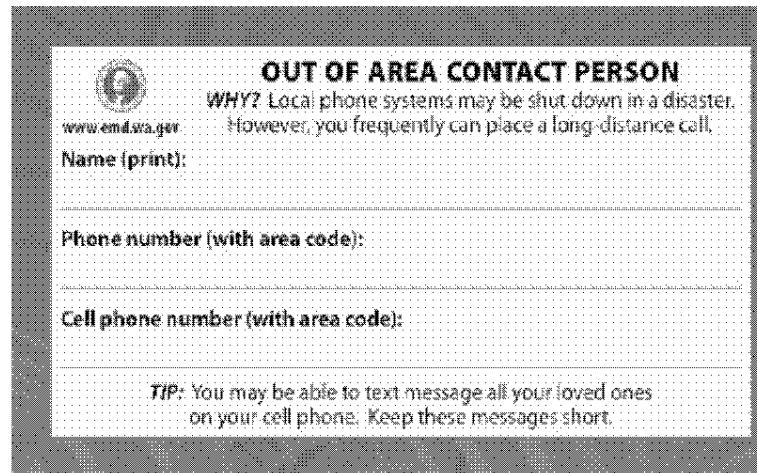 OUT OF AREA CONTACT PERSON
WHY? Local phone systems may be shut down in a disaster.
However, you frequently can place a long-distance call.
www.emd.wa.gov
Name (print):
Phone number (with area code):
Cell phone number (with area code):
TIP: You may be able to text message all your loved ones
on your cell phone. Keep these messages short.